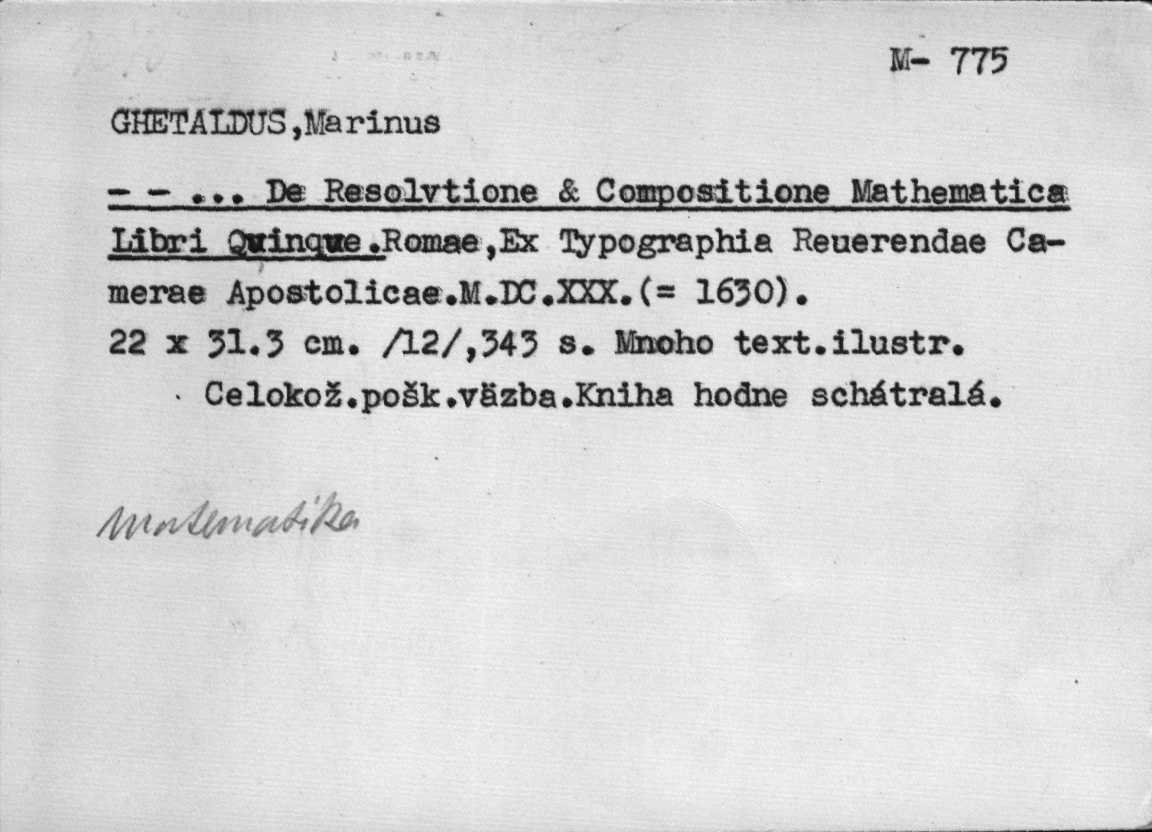 M- 775
GHETALDUS,Marinus
- - ... De Resolvtione & Compositione Mathematica
Libri Quinque.Romae,Ex Typographia Reuerendae Ca-
merae Apostolicae.M.DC.XXX.(= 1630).
22 x 31.3 cm. /12/,343 s. Mnoho text.ilustr.
Celokož.pošk.väzba.Kniha hodne schátralá.
matematika